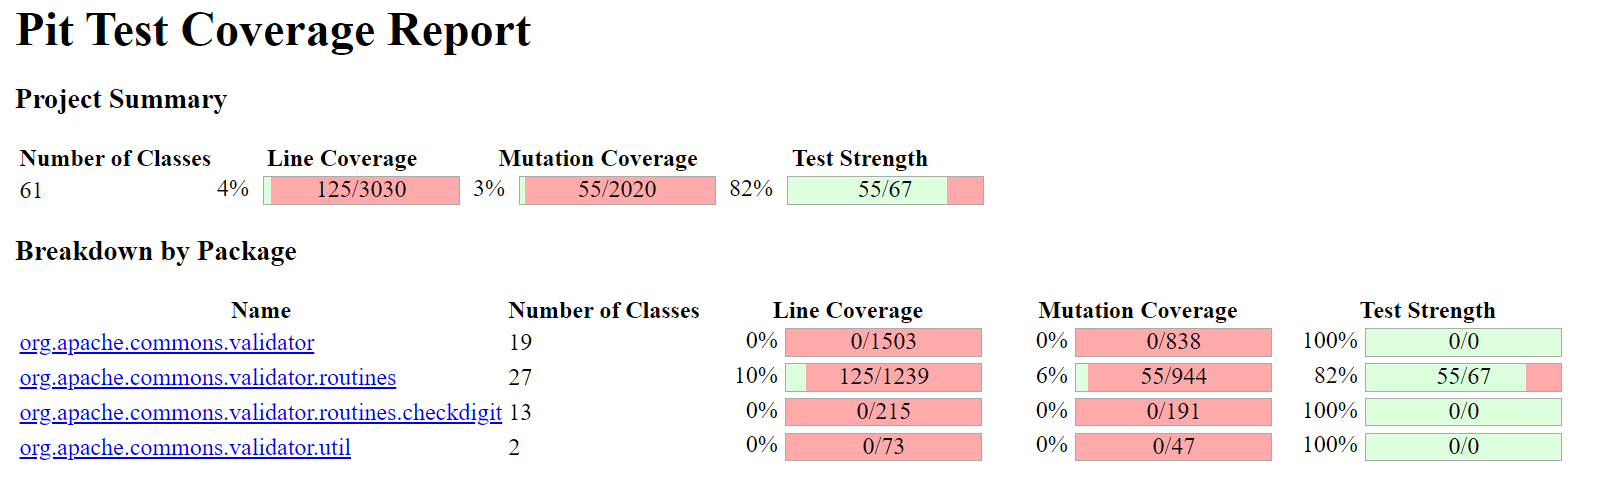 Pit Test Coverage Report
Project Summary
Number of Classes Line Coverage Mutation Coverage Test Strength
61 4% 125/3030 3% 55/2020 82% 55/67
Breakdown by Package
Name Number of Classes Line Coverage Mutation Coverage Test Strength
org.apache.commons.validator 19 0% 0/1503 0% 0/838 100% 0/0
org.apache.commons.validator.routines 27 10% 125/1239 6% 55/944 82% 55/67
org.apache.commons.validator.routines.checkdigit 13 0% 0/215 0% 0/191 100% 0/0
org.apache.commons.validator.util 2 0% 0/73 0% 0/47 100% 0/0